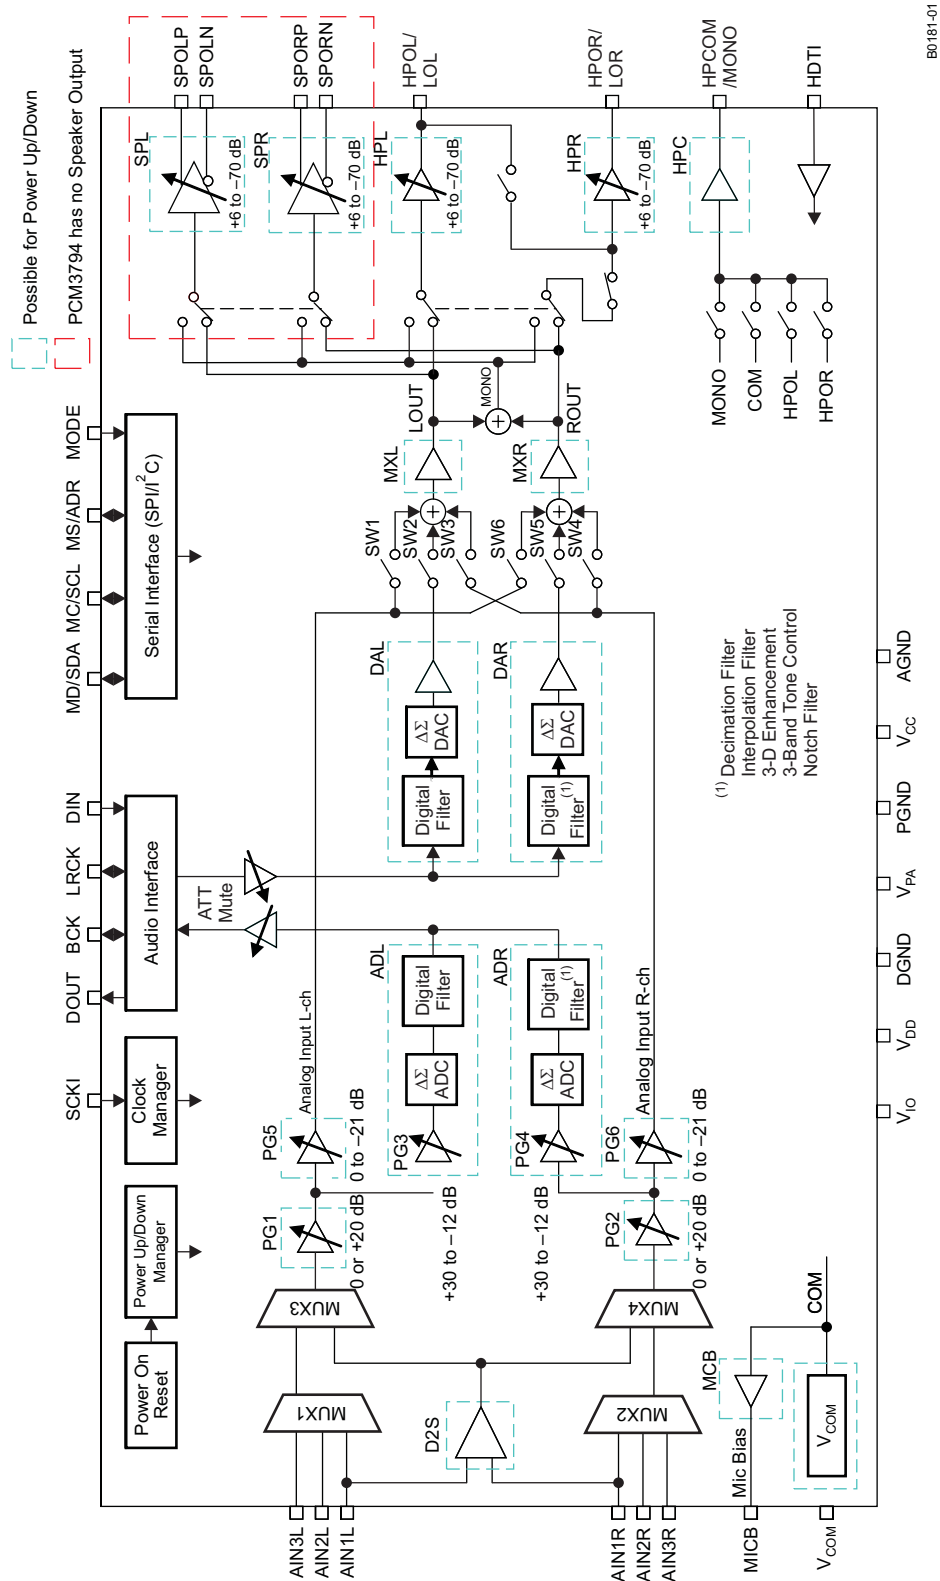 Possible for Power Up/Down
PCM3794 has no Speaker Output
SCKI
DOUT
BCK
LRCK
DIN
MD/SDA
MC/SCL
MS/ADR
MODE
Power On
Reset
Power Up/Down
Manager
Clock
Manager
Audio Interface
Serial Interface (SPI/I²C)
ATT
Mute
AIN3L
AIN2L
AIN1L
MUX1
MUX3
PG1
0 or +20 dB
PG5
0 to –21 dB
Analog Input L-ch
D2S
+30 to –12 dB
PG3
ΔΣ
ADC
Digital
Filter
ADL
Digital
Filter
ΔΣ
DAC
DAL
+30 to –12 dB
PG4
ΔΣ
ADC
Digital
Filter(1)
ADR
Digital
Filter(1)
ΔΣ
DAC
DAR
AIN1R
AIN2R
AIN3R
MUX2
MUX4
PG2
0 or +20 dB
PG6
0 to –21 dB
Analog Input R-ch
SW1
SW2
SW3
SW6
SW5
SW4
MXL
MXR
LOUT
ROUT
MONO
SPL
+6 to –70 dB
SPR
+6 to –70 dB
HPL
+6 to –70 dB
HPR
+6 to –70 dB
HPC
MONO
COM
HPOL
HPOR
SPOLP
SPOLN
SPORP
SPORN
HPOL/
LOL
HPOR/
LOR
HPCOM
/MONO
HDTI
MICB
Mic Bias
MCB
COM
VCOM
VCOM
(1) Decimation Filter
Interpolation Filter
3-D Enhancement
3-Band Tone Control
Notch Filter
VIO
VDD
DGND
VPA
PGND
VCC
AGND
B0181-01